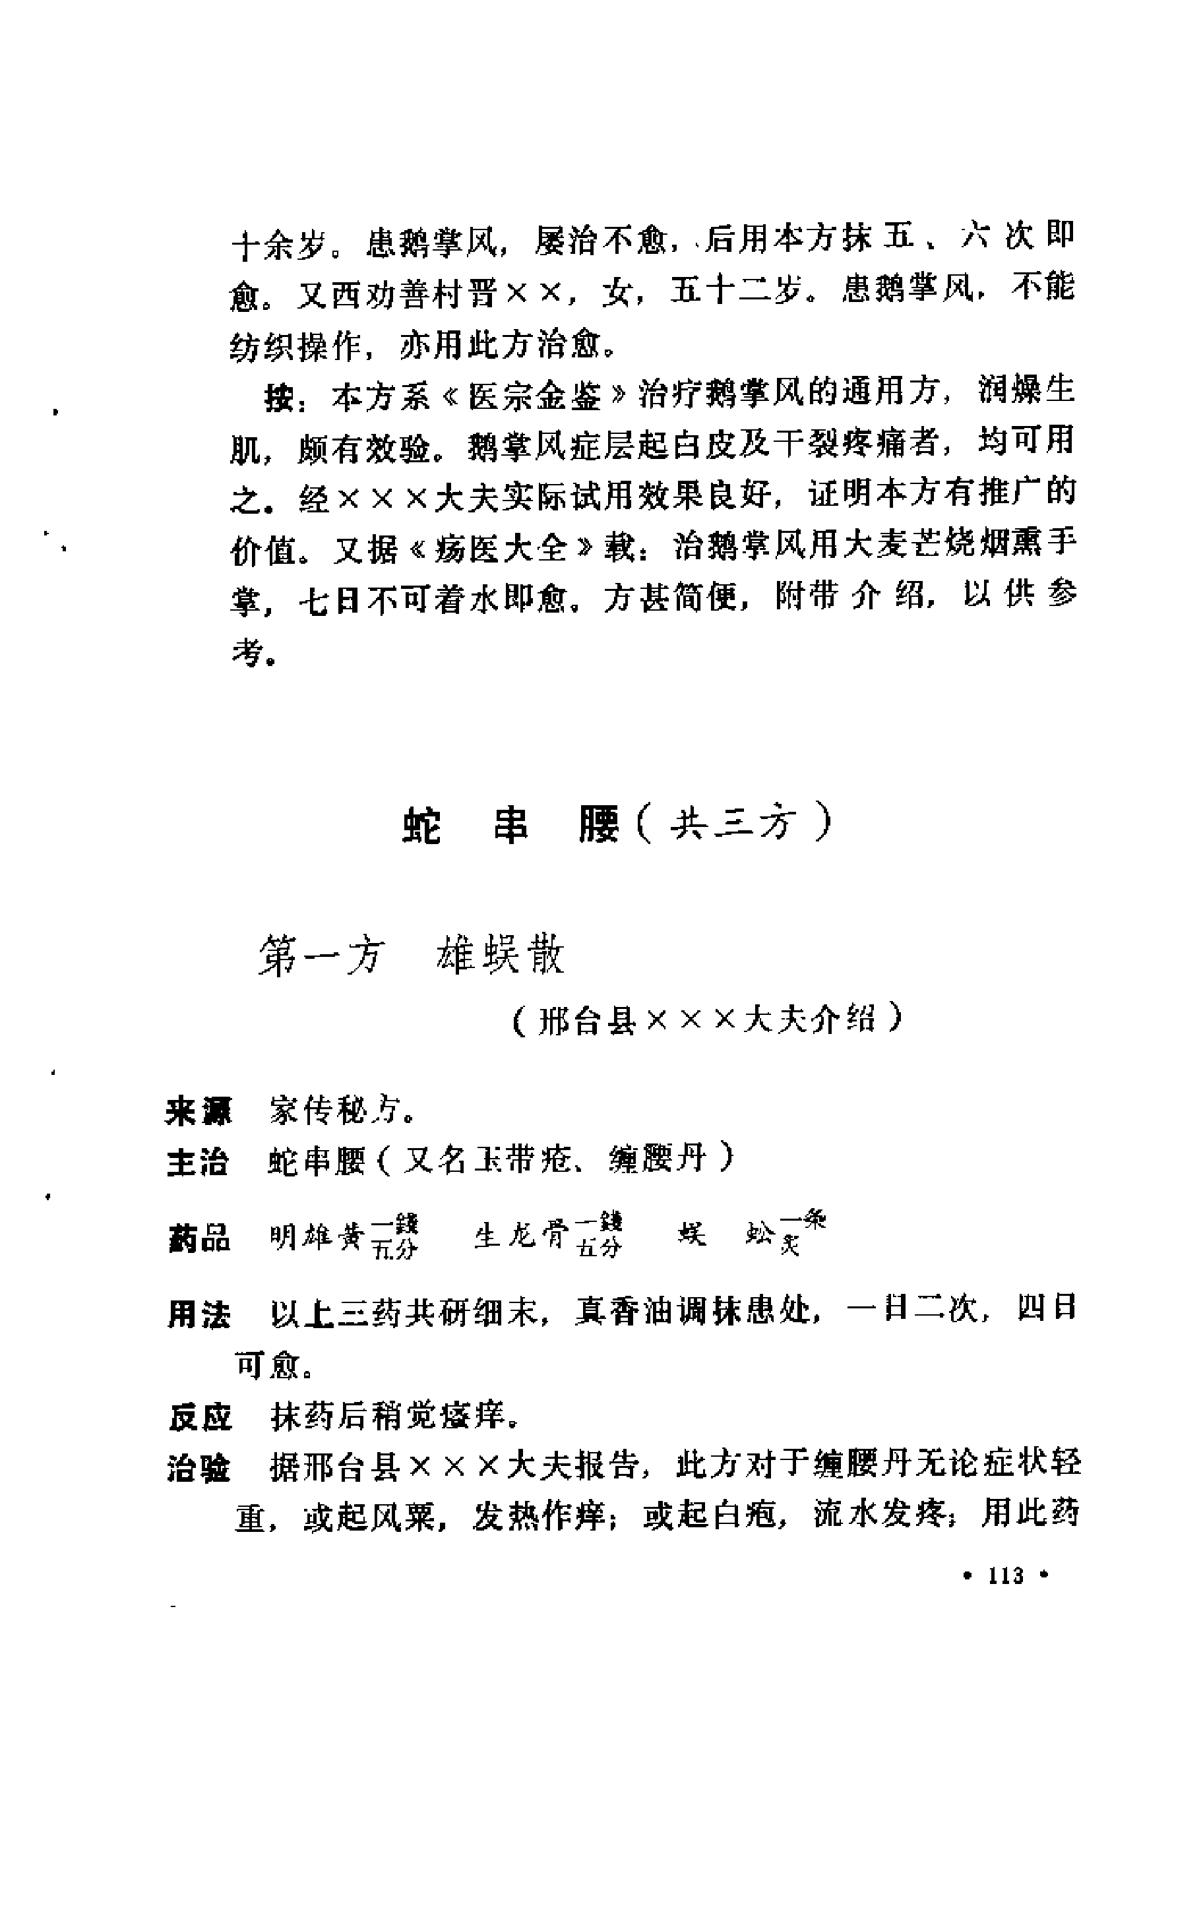 十余岁。患鹅掌风，屡治不愈，后用本方抹五、六次即
愈。又西劝善村晋××，女，五十二岁。患鹅掌风，不能
纺织操作，亦用此方治愈。
按：本方系《医宗金鉴》治疗鹅掌风的通用方，润燥生
肌，颇有效验。鹅掌风症层起白皮及干裂疼痛者，均可用
之。经×××大夫实际试用效果良好，证明本方有推广的
价值。又据《疡医大全》载：治鹅掌风用大麦芒烧烟熏手
掌，七日不可着水即愈。方甚简便，附带介绍，以供参
考。
蛇串腰（共三方）
第一方 雄蜈散
（邢台县×××大夫介绍）
来源 家传秘方。
主治 蛇串腰（又名玉带疮、缠腰丹）
药品 明雄黄一錢五分 生龙骨一錢五分 蜈蚣一条炙
用法 以上三药共研细末，真香油调抹患处，一日二次，四日
可愈。
反应 抹药后稍觉瘙痒。
治验 据邢台县×××大夫报告，此方对于缠腰丹无论症状轻
重，或起风粟，发热作痒；或起白疱，流水发疼；用此药
• 113 •